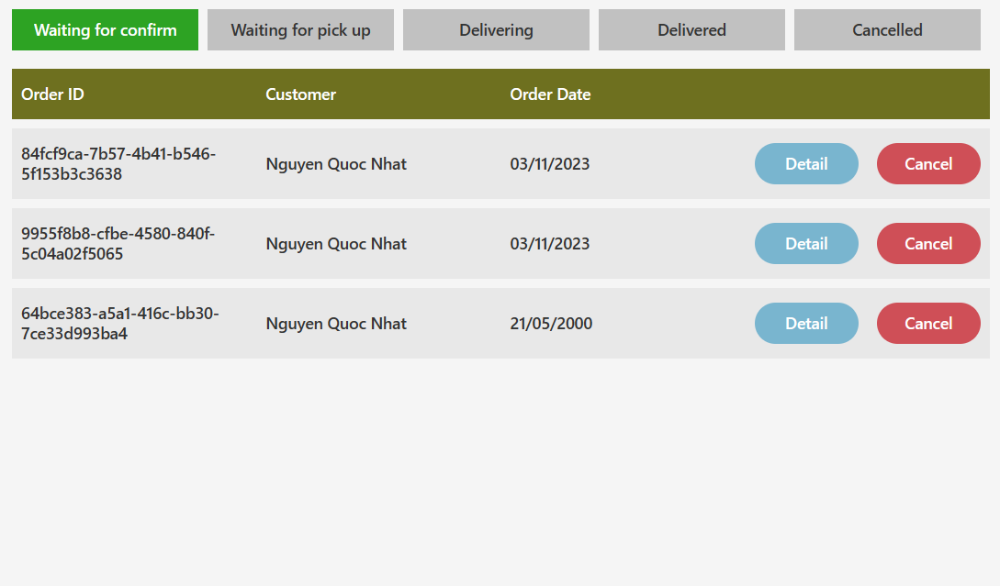 Waiting for confirm Waiting for pick up Delivering Delivered Cancelled
Order ID Customer Order Date
84fcf9ca-7b57-4b41-b546-
5f153b3c3638 Nguyen Quoc Nhat 03/11/2023 Detail Cancel
9955f8b8-cfbe-4580-840f-
5c04a02f5065 Nguyen Quoc Nhat 03/11/2023 Detail Cancel
64bce383-a5a1-416c-bb30-
7ce33d993ba4 Nguyen Quoc Nhat 21/05/2000 Detail Cancel